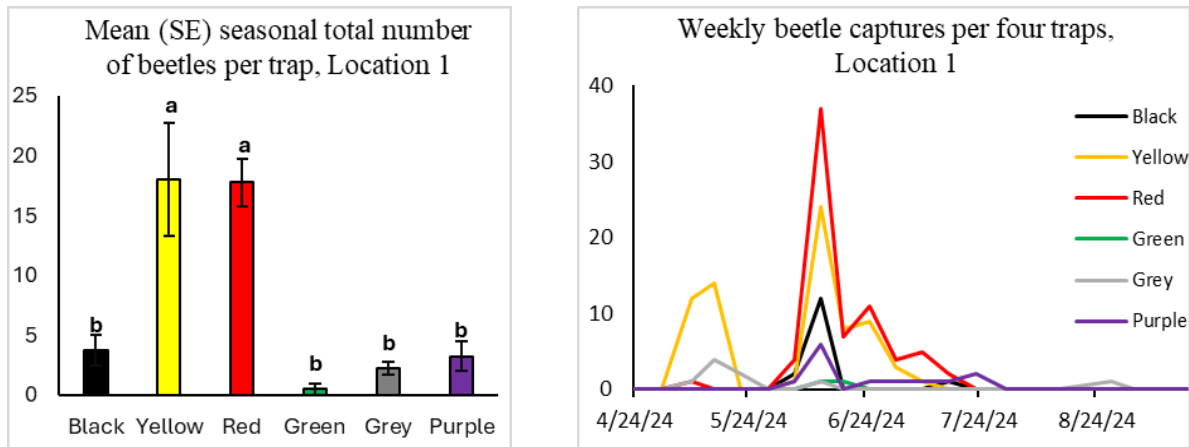 Mean (SE) seasonal total number
of beetles per trap, Location 1
25
20
15
10
5
0
b
a
a
b
b
b
Black Yellow Red Green Grey Purple
Weekly beetle captures per four traps,
Location 1
40
30
20
10
0
4/24/24 5/24/24 6/24/24 7/24/24 8/24/24
Black
Yellow
Red
Green
Grey
Purple